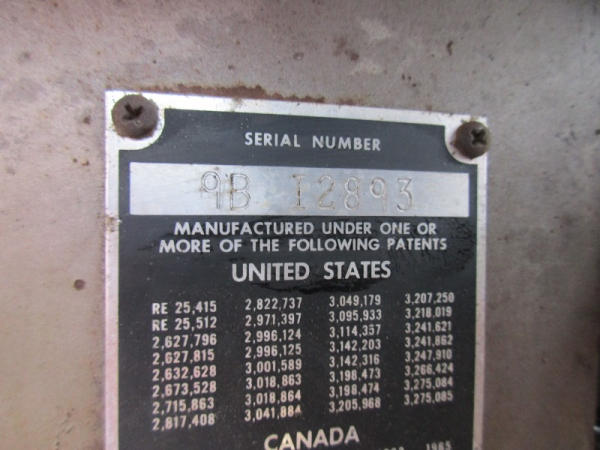 SERIAL NUMBER
9B I2893
MANUFACTURED UNDER ONE OR
MORE OF THE FOLLOWING PATENTS
UNITED STATES
RE 25,415 2,822,737 3,049,179 3,207,250
RE 25,512 2,971,397 3,095,933 3,218,019
2,627,796 2,996,124 3,114,357 3,241,621
2,627,815 2,996,125 3,142,203 3,241,862
2,632,628 3,001,589 3,142,316 3,247,910
2,673,528 3,018,863 3,198,473 3,266,424
2,715,863 3,018,864 3,198,474 3,275,084
2,817,408 3,041,884 3,205,968 3,275,085
CANADA
1965